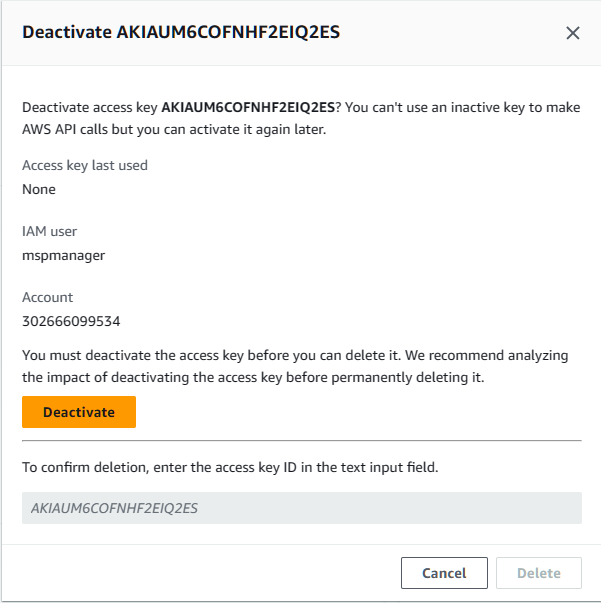 Deactivate AKIAUM6COFNHF2EIQ2ES
Deactivate access key AKIAUM6COFNHF2EIQ2ES? You can't use an inactive key to make
AWS API calls but you can activate it again later.
Access key last used
None
IAM user
mspmanager
Account
302666099534
You must deactivate the access key before you can delete it. We recommend analyzing
the impact of deactivating the access key before permanently deleting it.
Deactivate
To confirm deletion, enter the access key ID in the text input field.
AKIAUM6COFNHF2EIQ2ES
Cancel
Delete